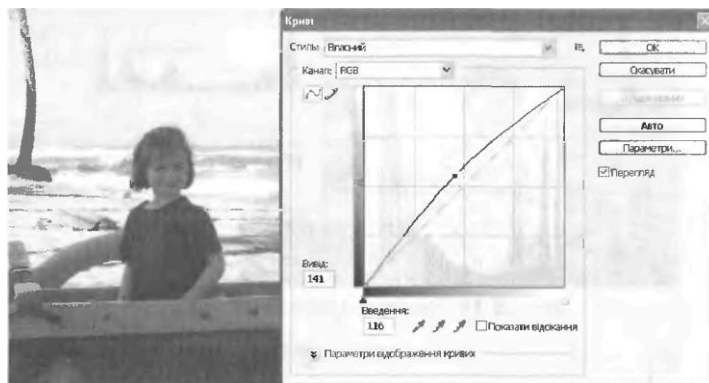 Криві
Стиль: Власний
OK
Канал: RGB
Скасувати
Авто
Параметри...
Перегляд
Вивід:
141
Введення:
116
Показати відсікання
Параметри відображення кривих